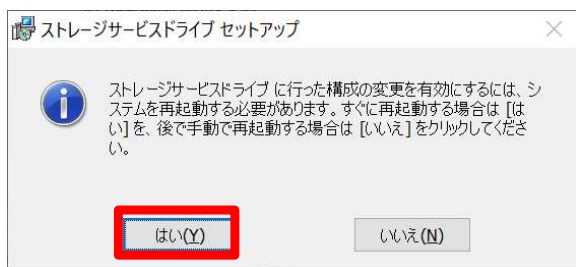 ストレージサービスドライブ セットアップ
ストレージサービスドライブ に行った構成の変更を有効にするには、シ
ステムを再起動する必要があります。すぐに再起動する場合は [は
い] を、後で手動で再起動する場合は [いいえ] をクリックしてくださ
い。
はい(Y)
いいえ(N)